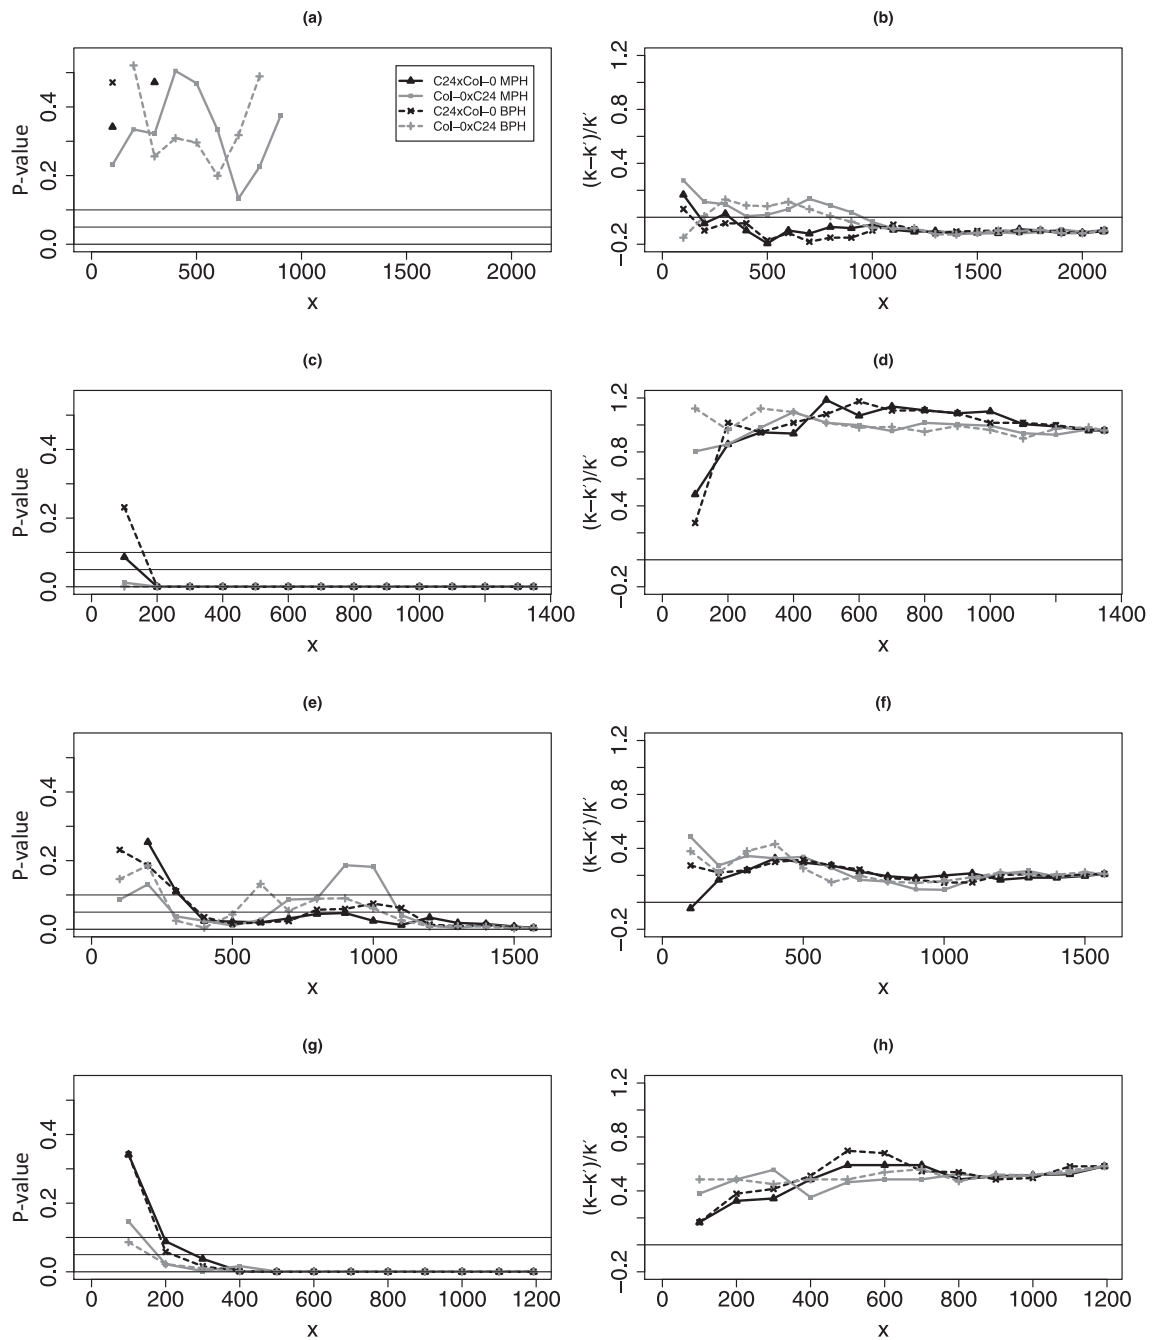 (a)
P-value
0.0
0.2
0.4
0
500
1000
1500
2000
x
C24xCol–0 MPH
Col–0xC24 MPH
C24xCol–0 BPH
Col–0xC24 BPH
(b)
(k–k′)/k′
–0.2
0.4
0.8
1.2
0
500
1000
1500
2000
x
(c)
P-value
0.0
0.2
0.4
0
200
400
600
800
1000
1400
x
(d)
(k–k′)/k′
–0.2
0.4
0.8
1.2
0
200
400
600
800
1000
1400
x
(e)
P-value
0.0
0.2
0.4
0
500
1000
1500
x
(f)
(k–k′)/k′
–0.2
0.4
0.8
1.2
0
500
1000
1500
x
(g)
P-value
0.0
0.2
0.4
0
200
400
600
800
1000
1200
x
(h)
(k–k′)/k′
–0.2
0.4
0.8
1.2
0
200
400
600
800
1000
1200
x